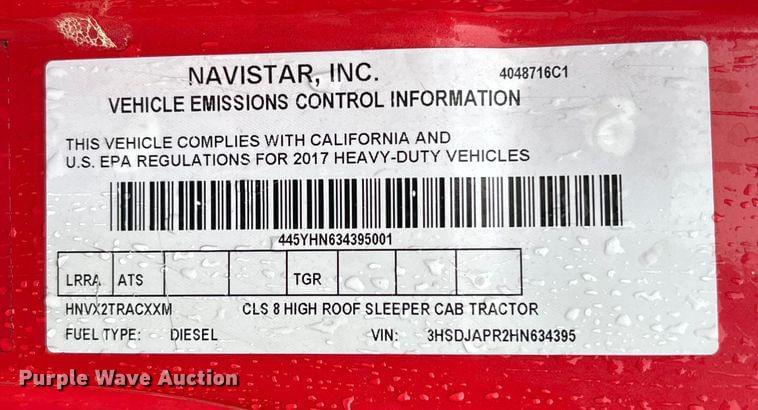 NAVISTAR, INC. 4048716C1
VEHICLE EMISSIONS CONTROL INFORMATION
THIS VEHICLE COMPLIES WITH CALIFORNIA AND
U.S. EPA REGULATIONS FOR 2017 HEAVY-DUTY VEHICLES
445YHN634395001
LRRA ATS TGR
HNVX2TRACXXM CLS 8 HIGH ROOF SLEEPER CAB TRACTOR
FUEL TYPE: DIESEL VIN: 3HSDJAPR2HN634395
Purple Wave Auction